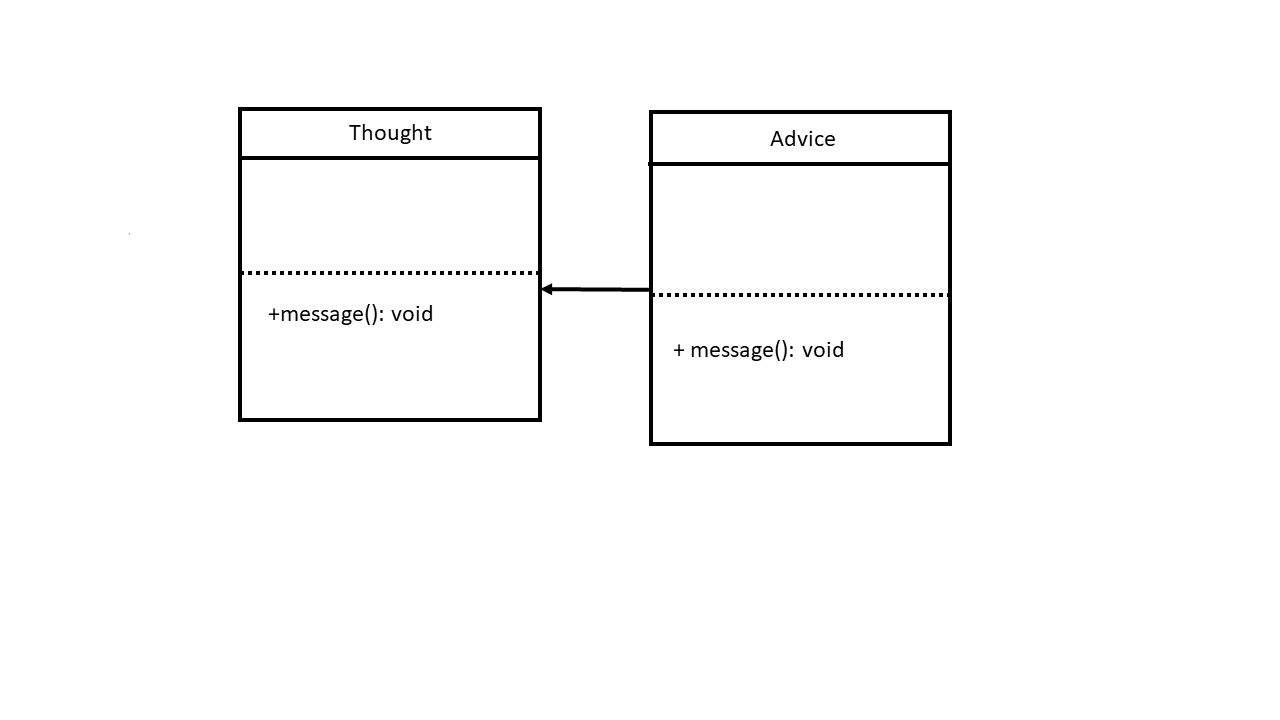 Thought
+message(): void
Advice
+ message(): void